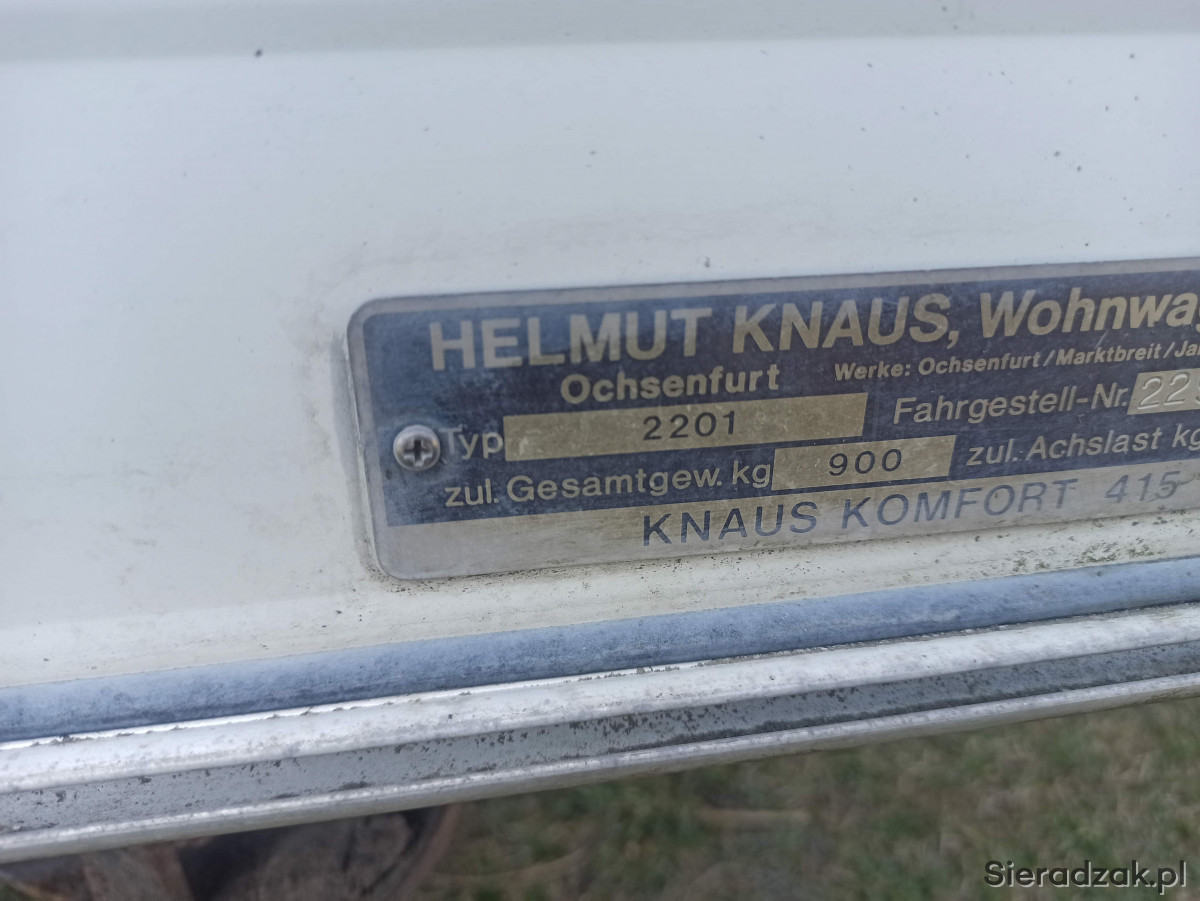 HELMUT KNAUS, Wohnwa
Ochsenfurt Werke: Ochsenfurt/Marktbreit/Ja
Typ 2201 Fahrgestell-Nr. 22
zul. Gesamtgew. kg 900 zul. Achslast kg
KNAUS KOMFORT 415
Sieradzak.pl